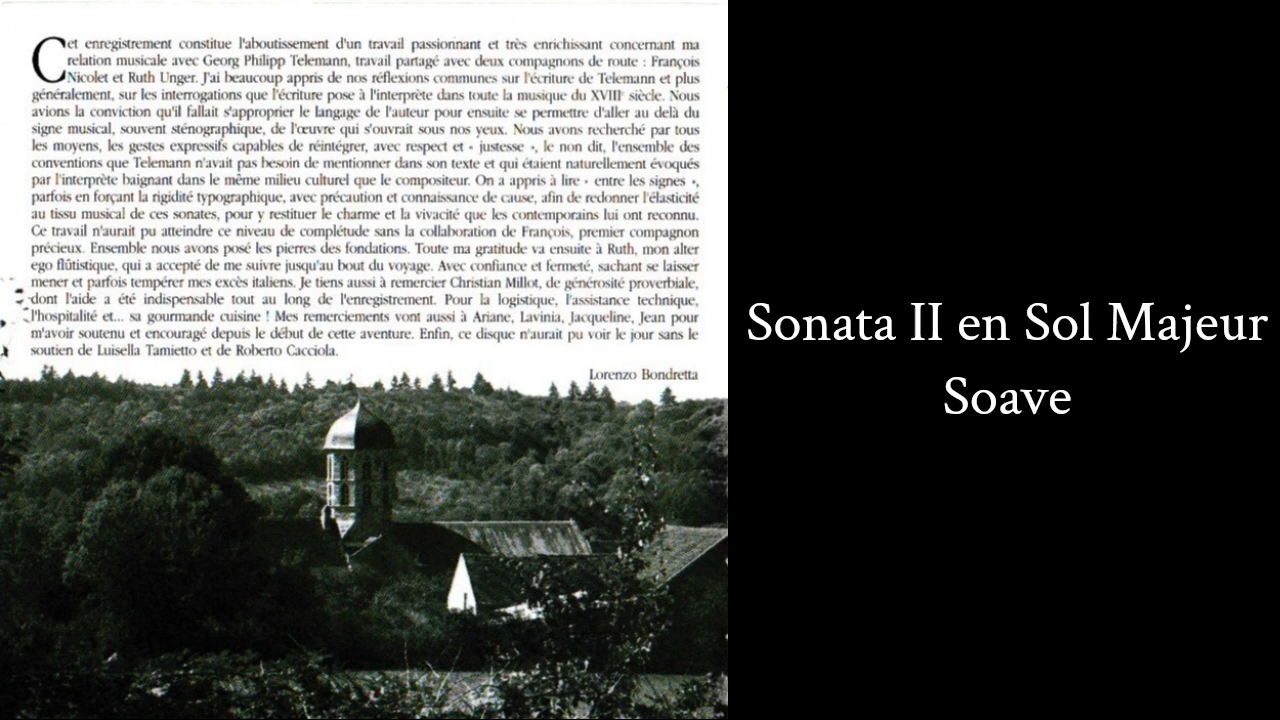 Cet enregistrement constitue l'aboutissement d'un travail passionnant et très enrichissant concernant ma
relation musicale avec Georg Philipp Telemann, travail partagé avec deux compagnons de route : François
Nicolet et Ruth Unger. J'ai beaucoup appris de nos réflexions communes sur l'écriture de Telemann et plus
généralement, sur les interrogations que l'écriture pose à l'interprète dans toute la musique du XVIIIe siècle. Nous
avions la conviction qu'il fallait s'approprier le langage de l'auteur pour ensuite se permettre d'aller au delà du
signe musical, souvent sténographique, de l'œuvre qui s'ouvrait sous nos yeux. Nous avons recherché par tous
les moyens, les gestes expressifs capables de réintégrer, avec respect et « justesse », le non dit, l'ensemble des
conventions que Telemann n'avait pas besoin de mentionner dans son texte et qui étaient naturellement évoqués
par l'interprète baignant dans le même milieu culturel que le compositeur. On a appris à lire « entre les signes »,
parfois en forçant la rigidité typographique, avec précaution et connaissance de cause, afin de redonner l'élasticité
au tissu musical de ces sonates, pour y restituer le charme et la vivacité que les contemporains lui ont reconnu.
Ce travail n'aurait pu atteindre ce niveau de complétude sans la collaboration de François, premier compagnon
précieux. Ensemble nous avons posé les pierres des fondations. Toute ma gratitude va ensuite à Ruth, mon alter
ego flûtistique, qui a accepté de me suivre jusqu'au bout du voyage. Avec confiance et fermeté, sachant se laisser
mener et parfois tempérer mes excès italiens. Je tiens aussi à remercier Christian Millot, de générosité proverbiale,
dont l'aide a été indispensable tout au long de l'enregistrement. Pour la logistique, l'assistance technique,
l'hospitalité et... sa gourmande cuisine ! Mes remerciements vont aussi à Ariane, Lavinia, Jacqueline, Jean pour
m'avoir soutenu et encouragé depuis le début de cette aventure. Enfin, ce disque n'aurait pu voir le jour sans le
soutien de Luisella Tamietto et de Roberto Cacciola.
Lorenzo Bondretta
Sonata II en Sol Majeur
Soave